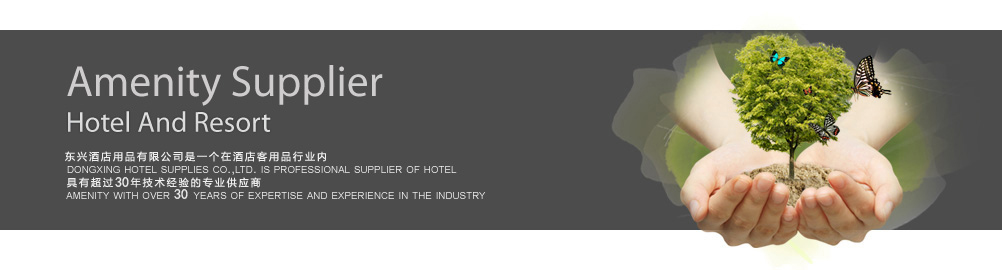 Amenity Supplier
Hotel And Resort
东兴酒店用品有限公司是一个在酒店客用品行业内
DONGXING HOTEL SUPPLIES CO.,LTD. IS PROFESSIONAL SUPPLIER OF HOTEL
具有超过30年技术经验的专业供应商
AMENITY WITH OVER 30 YEARS OF EXPERTISE AND EXPERIENCE IN THE INDUSTRY